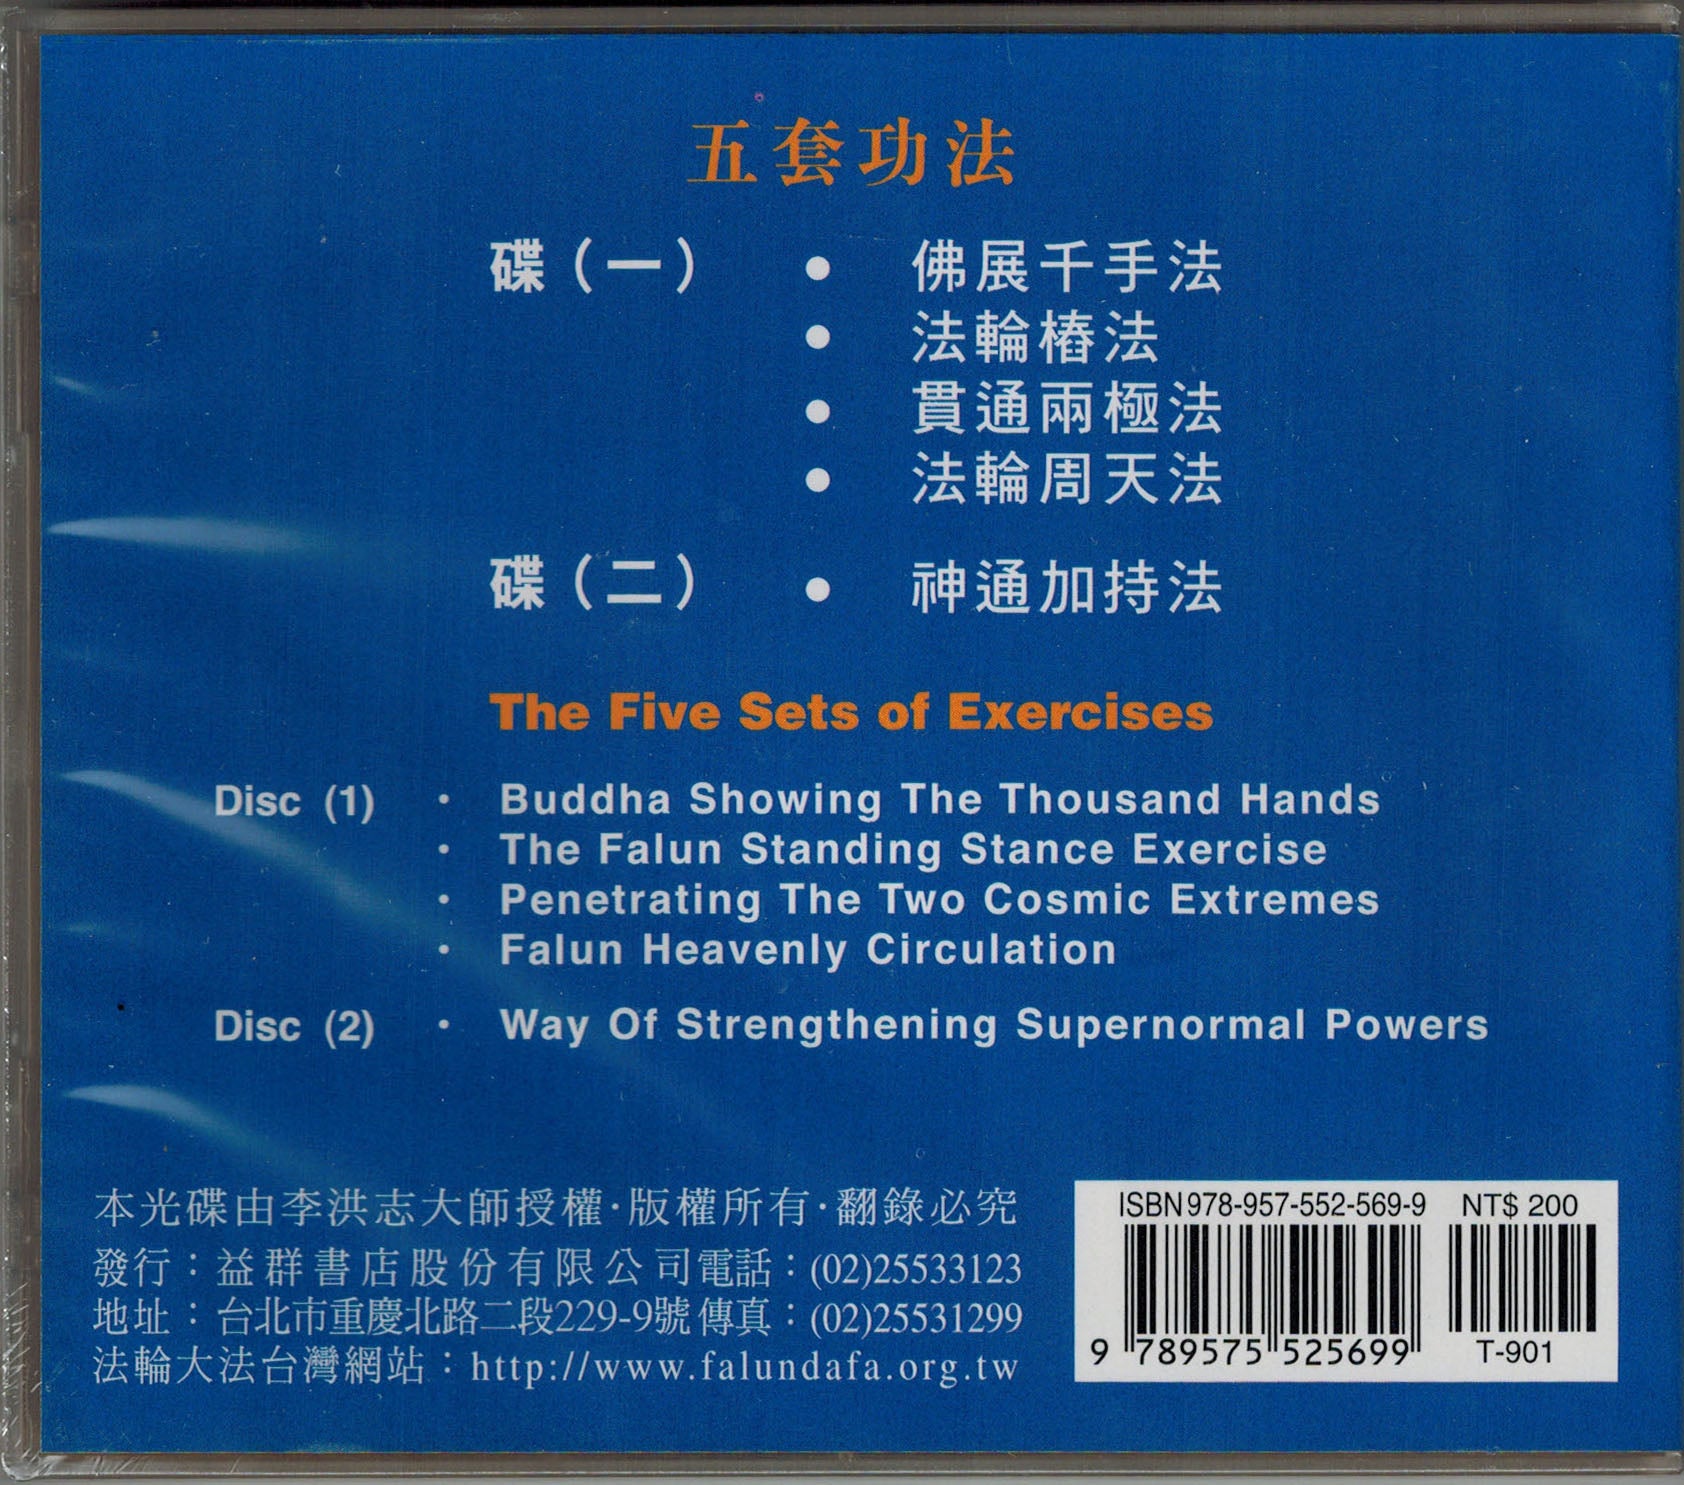 五套功法
碟（一） • 佛展千手法
• 法輪樁法
• 貫通兩極法
• 法輪周天法
碟（二） • 神通加持法
The Five Sets of Exercises
Disc (1) · Buddha Showing The Thousand Hands
· The Falun Standing Stance Exercise
· Penetrating The Two Cosmic Extremes
· Falun Heavenly Circulation
Disc (2) · Way Of Strengthening Supernormal Powers
本光碟由李洪志大師授權·版權所有·翻錄必究
發行：益群書店股份有限公司電話：(02)25533123
地址：台北市重慶北路二段229-9號傳真：(02)25531299
法輪大法台灣網站：http://www.falundafa.org.tw
ISBN978-957-552-569-9 NT$ 200
9 789575 525699 T-901